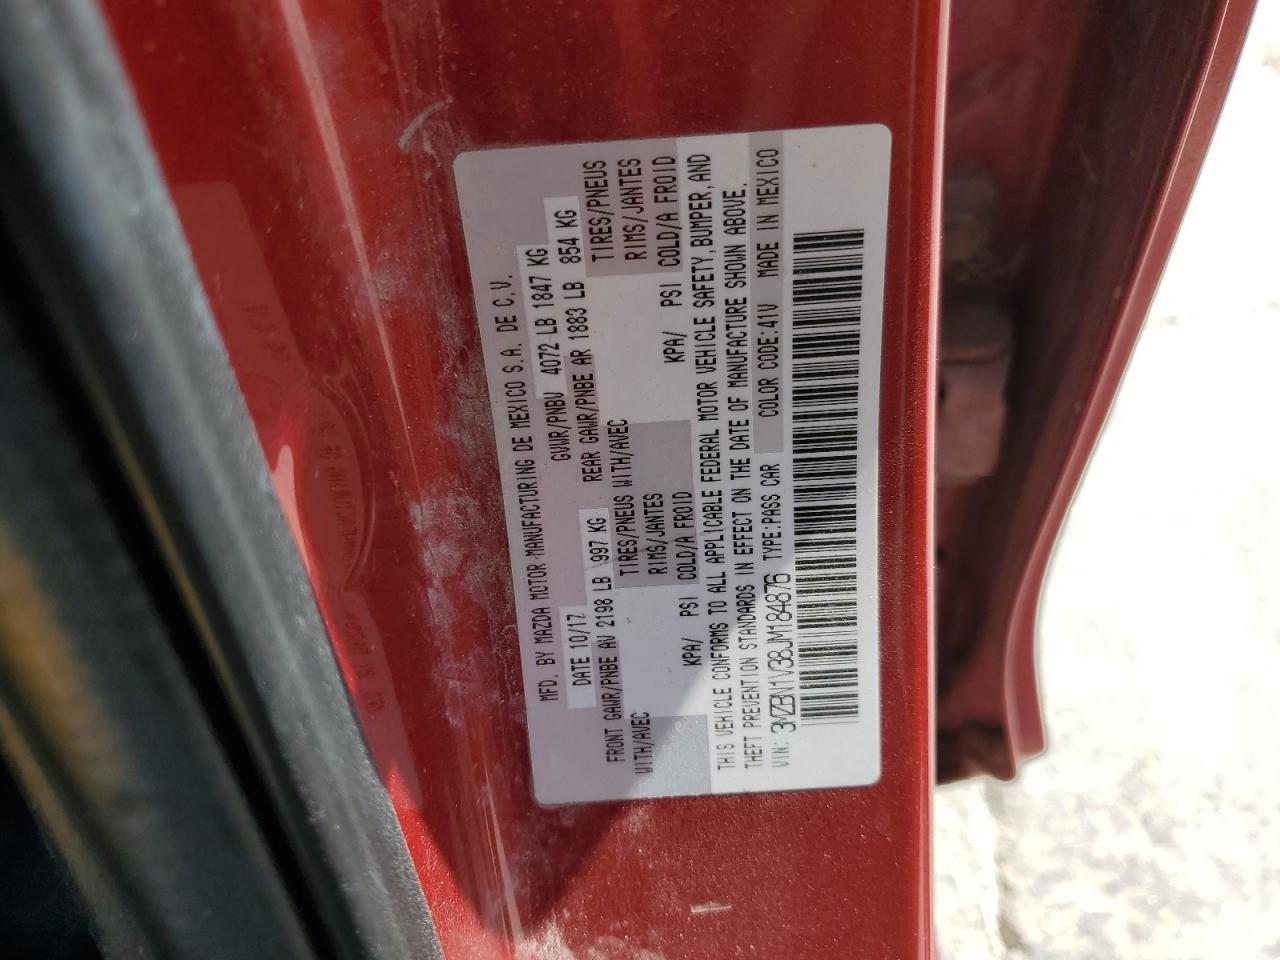 MFD. BY MAZDA MOTOR MANUFACTURING DE MEXICO S.A. DE C.V.
DATE 10/17 GVWR/PNBV 4072 LB 1847 KG
FRONT GAWR/PNBE AV 2198 LB 997 KG REAR GAWR/PNBE AR 1883 LB 854 KG
WITH/AVEC TIRES/PNEUS WITH/AVEC TIRES/PNEUS
RIMS/JANTES RIMS/JANTES
KPA/ PSI COLD/A FROID KPA/ PSI COLD/A FROID
THIS VEHICLE CONFORMS TO ALL APPLICABLE FEDERAL MOTOR VEHICLE SAFETY, BUMPER, AND
THEFT PREVENTION STANDARDS IN EFFECT ON THE DATE OF MANUFACTURE SHOWN ABOVE.
VIN: 3MZBN1V38JM184876 TYPE: PASS CAR COLOR CODE: 41V MADE IN MEXICO